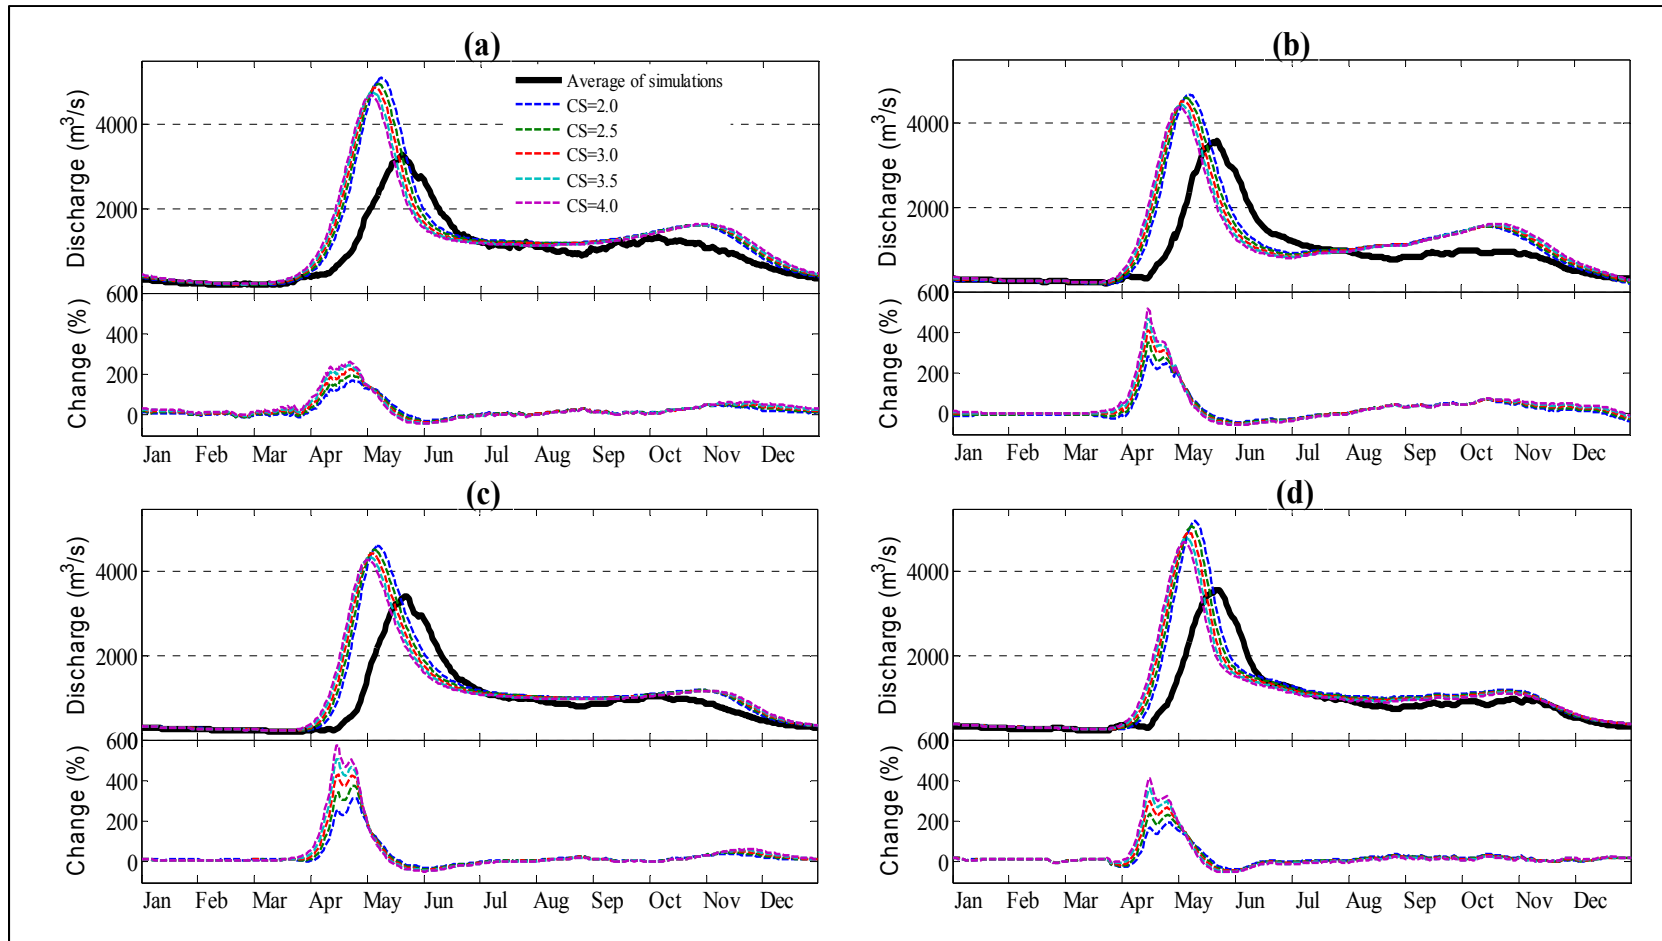 (a)
Discharge (m³/s)
4000
2000
0
Average of simulations
CS=2.0
CS=2.5
CS=3.0
CS=3.5
CS=4.0
Change (%)
600
400
200
0
Jan Feb Mar Apr May Jun Jul Aug Sep Oct Nov Dec
(b)
Discharge (m³/s)
4000
2000
0
Change (%)
600
400
200
0
Jan Feb Mar Apr May Jun Jul Aug Sep Oct Nov Dec
(c)
Discharge (m³/s)
4000
2000
0
Change (%)
600
400
200
0
Jan Feb Mar Apr May Jun Jul Aug Sep Oct Nov Dec
(d)
Discharge (m³/s)
4000
2000
0
Change (%)
600
400
200
0
Jan Feb Mar Apr May Jun Jul Aug Sep Oct Nov Dec